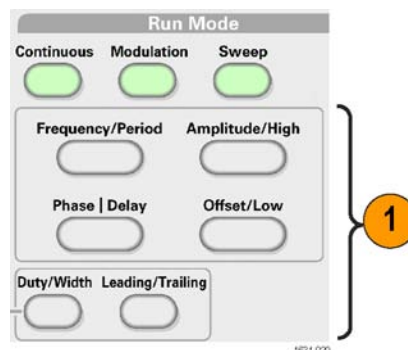 Run Mode
Continuous Modulation Sweep
Frequency/Period Amplitude/High
Phase | Delay Offset/Low
1
Duty/Width Leading/Trailing